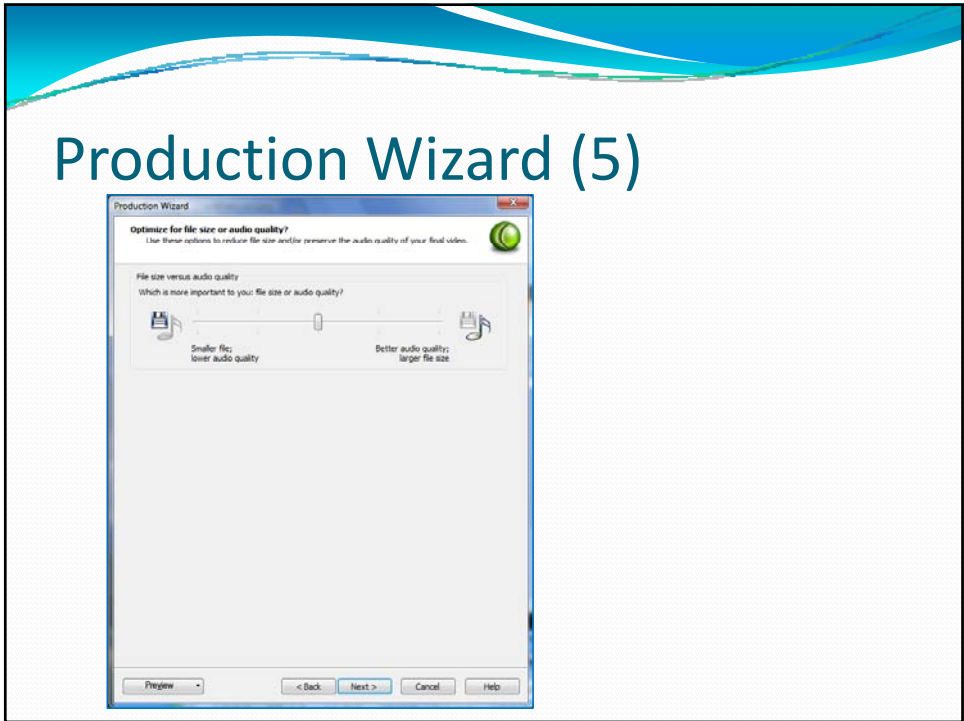 Production Wizard (5)
Production Wizard
Optimize for file size or audio quality?
Use these options to reduce file size and/or preserve the audio quality of your final video.
File size versus audio quality
Which is more important to you: file size or audio quality?
Smaller file;
lower audio quality
Better audio quality;
larger file size
Preview
< Back
Next >
Cancel
Help